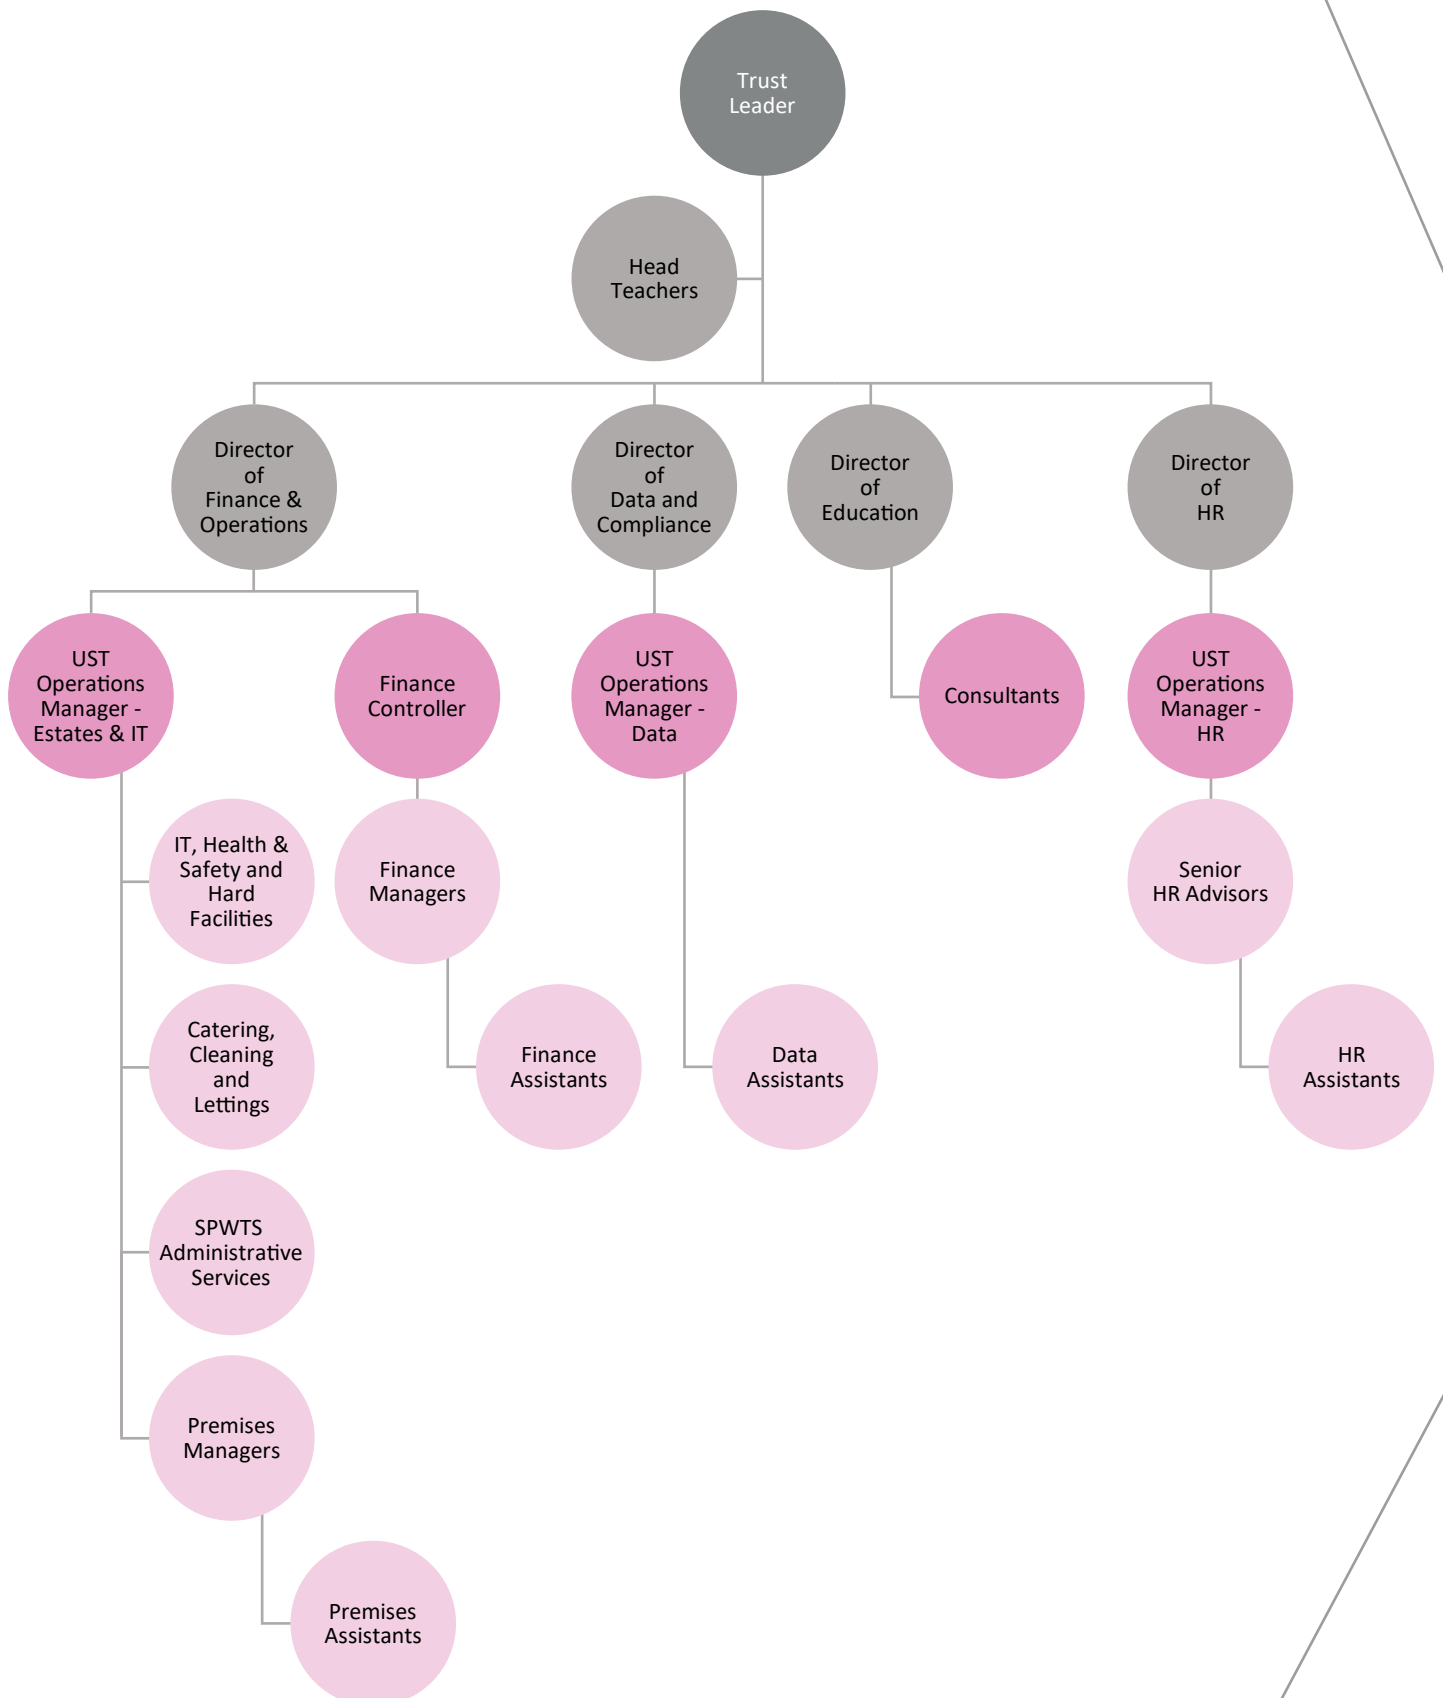 Trust
Leader
Head
Teachers
Director
of
Finance &
Operations
Director
of
Data and
Compliance
Director
of
Education
Director
of
HR
UST
Operations
Manager -
Estates & IT
Finance
Controller
UST
Operations
Manager -
Data
Consultants
UST
Operations
Manager -
HR
IT, Health &
Safety and
Hard
Facilities
Finance
Managers
Senior
HR Advisors
Catering,
Cleaning
and
Lettings
Finance
Assistants
Data
Assistants
HR
Assistants
SPWTS
Administrative
Services
Premises
Managers
Premises
Assistants